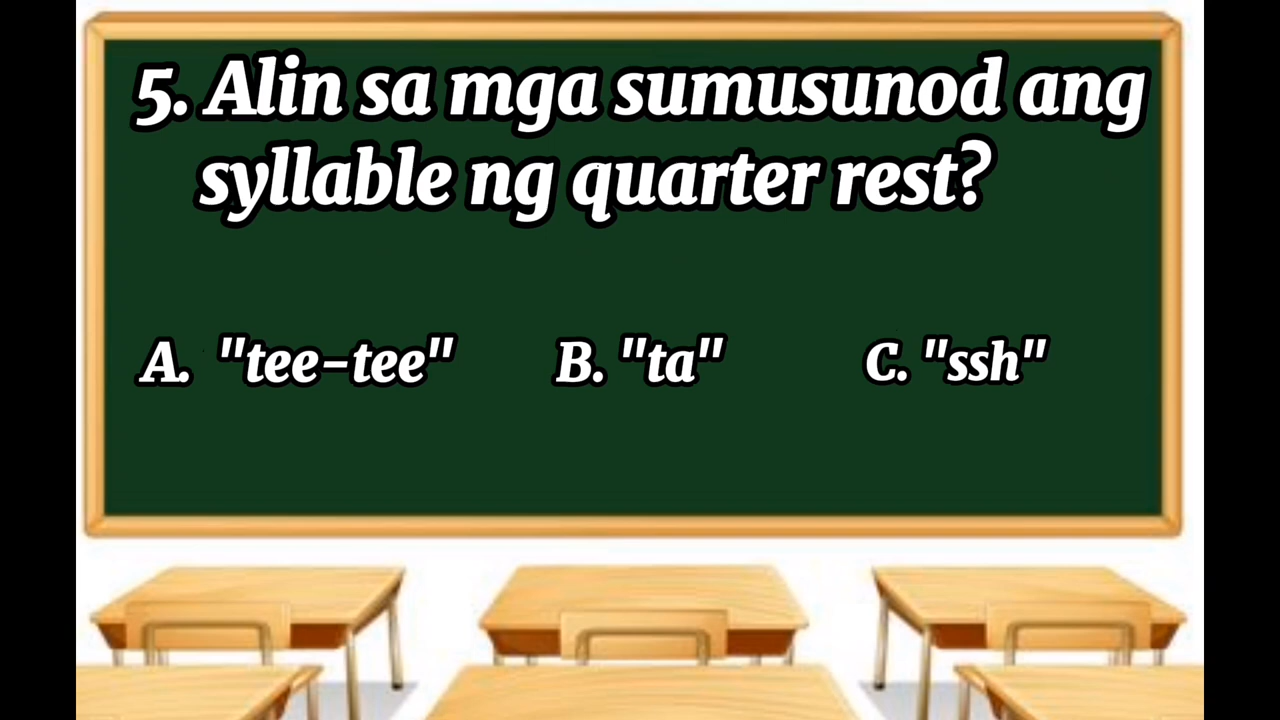 5. Alin sa mga sumusunod ang
syllable ng quarter rest?
A. "tee-tee" B. "ta" C. "ssh"